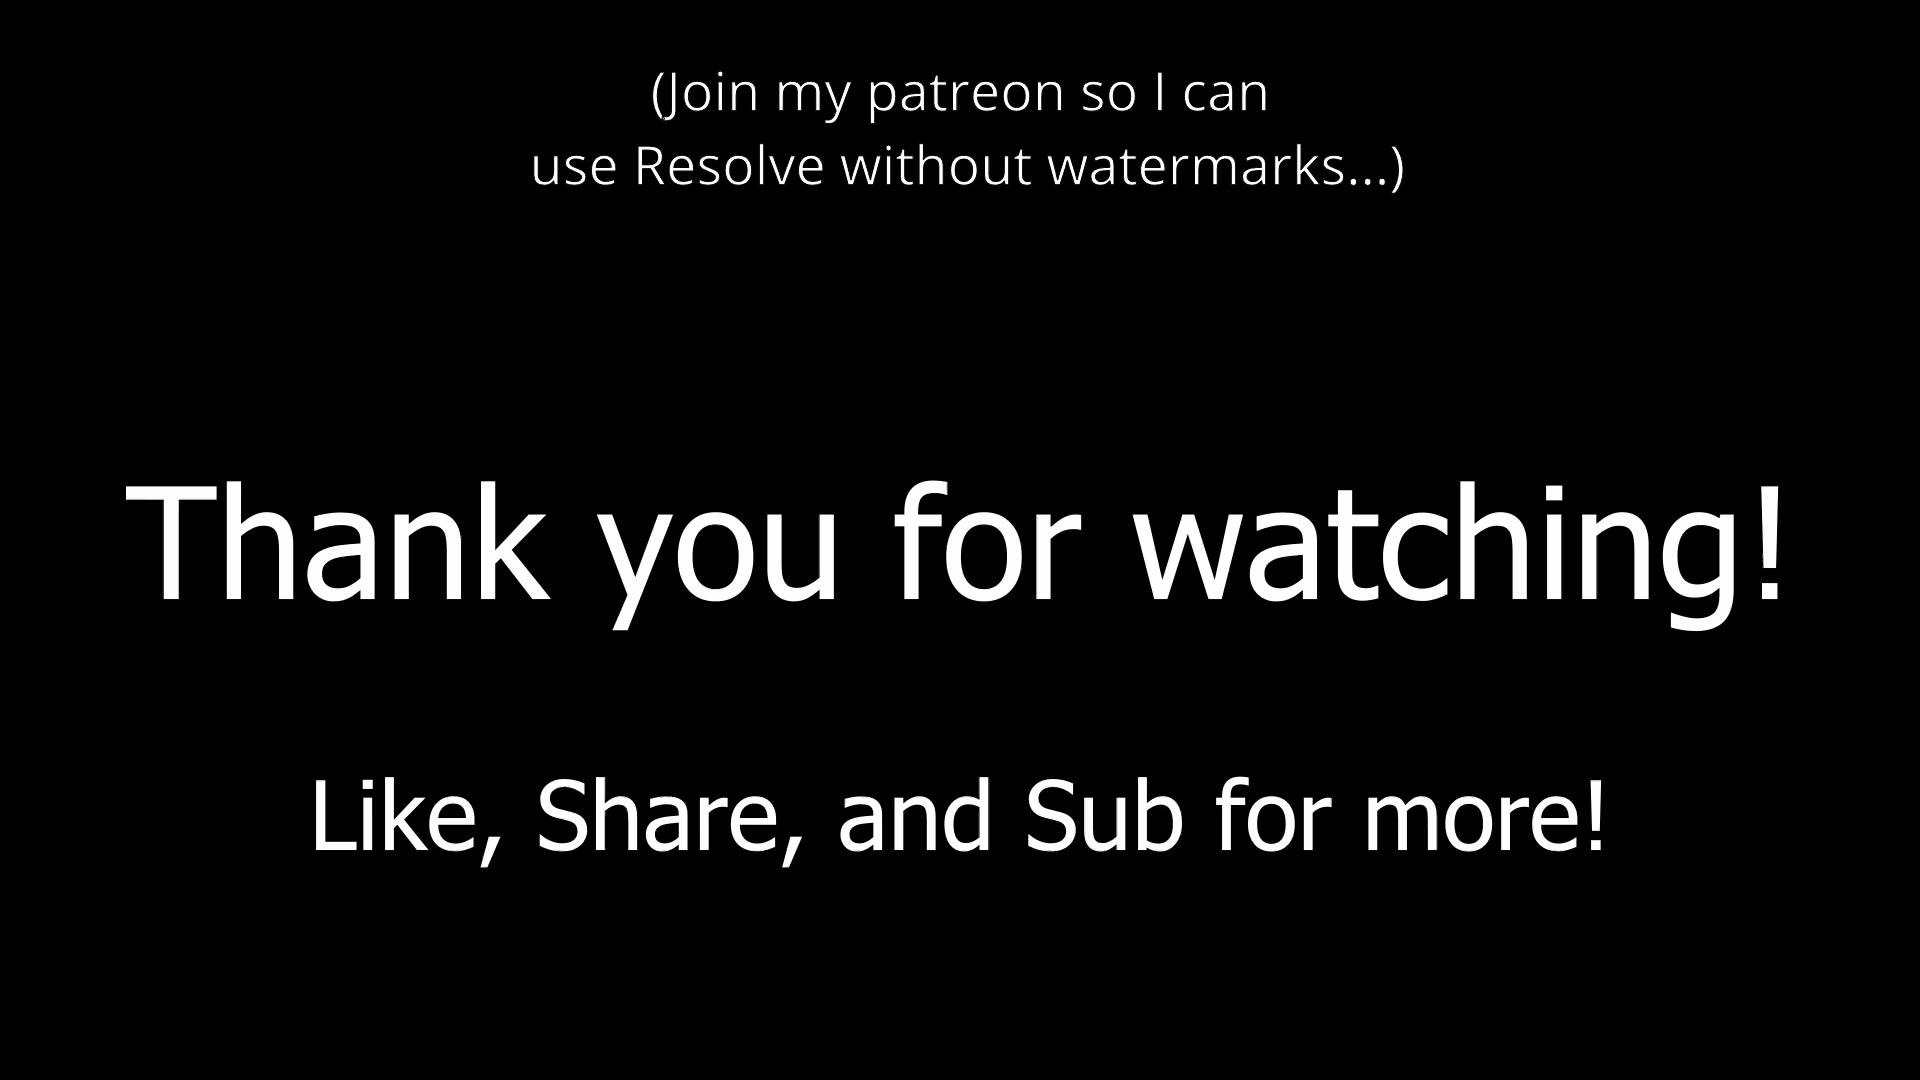 (Join my patreon so I can
use Resolve without watermarks...)
Thank you for watching!
Like, Share, and Sub for more!